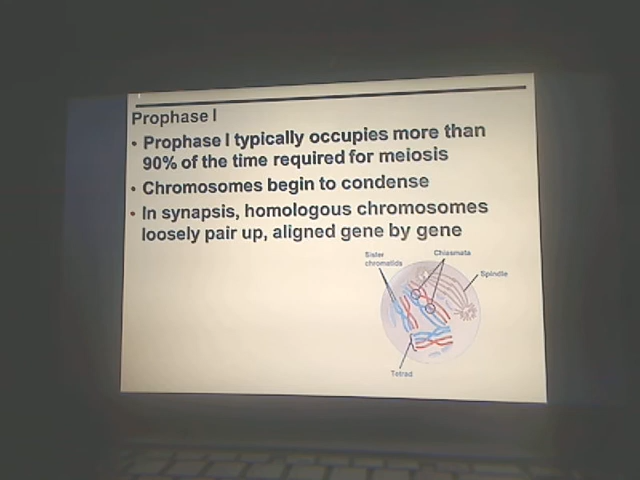 Prophase I
• Prophase I typically occupies more than
90% of the time required for meiosis
• Chromosomes begin to condense
• In synapsis, homologous chromosomes
loosely pair up, aligned gene by gene
Sister
chromatids
Chiasmata
Spindle
Tetrad